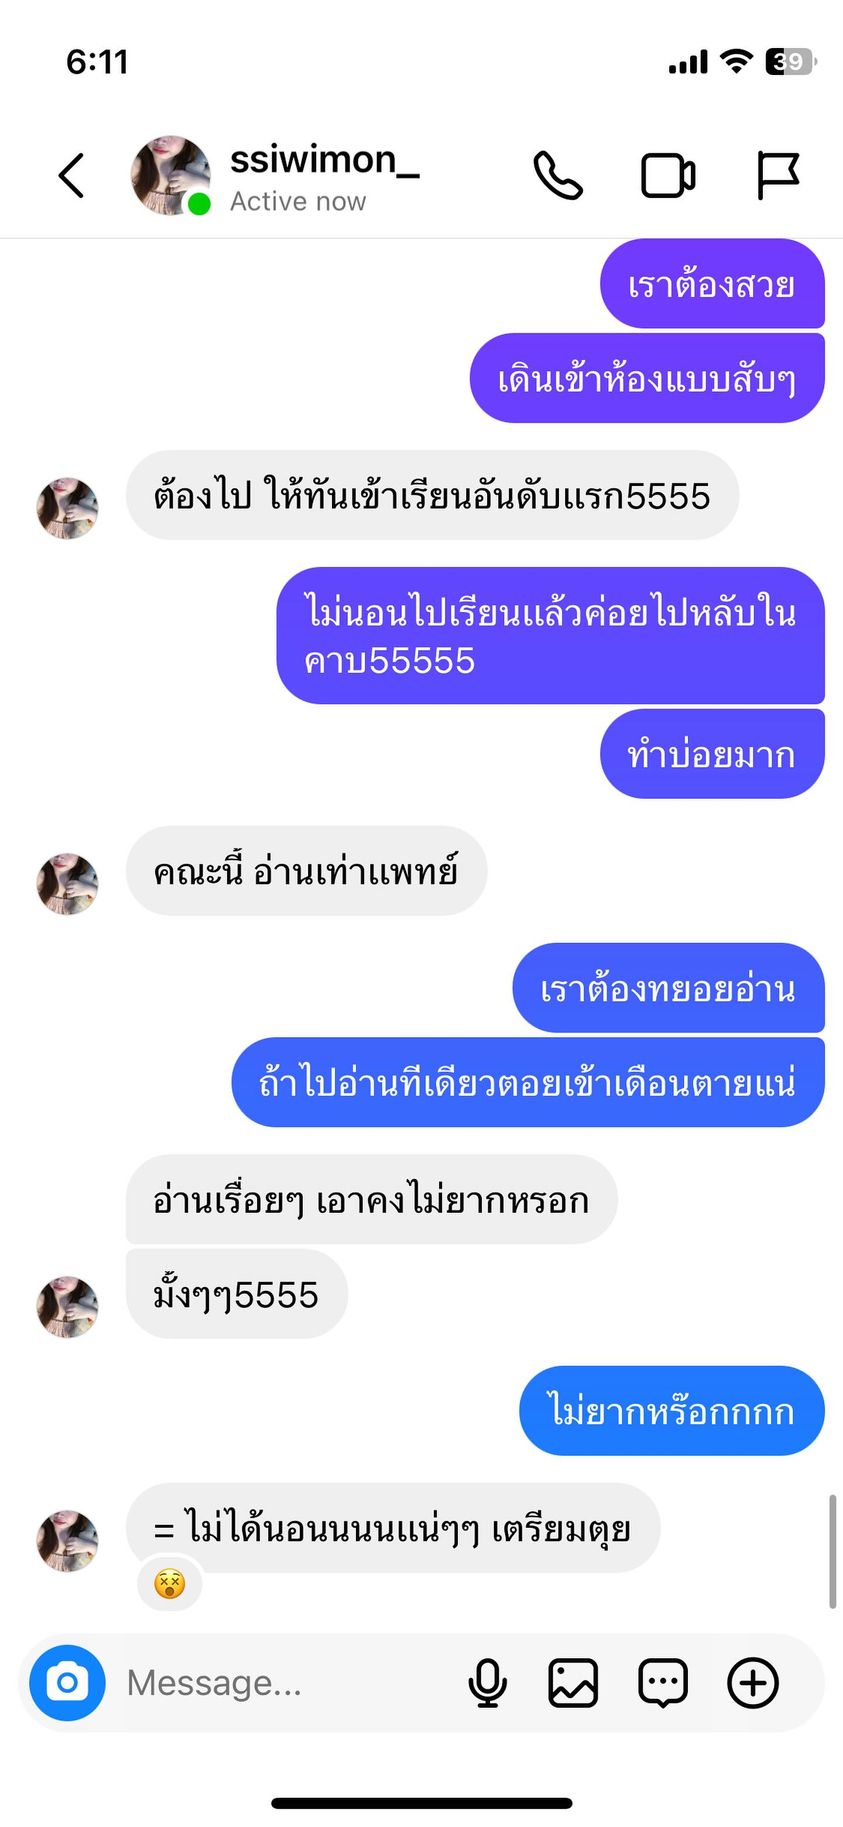 6:11
39
ssiwimon_
Active now
เราต้องสวย
เดินเข้าห้องแบบสับๆ
ต้องไป ให้ทันเข้าเรียนอันดับแรก5555
ไม่นอนไปเรียนแล้วค่อยไปหลับใน
คาบ55555
ทำบ่อยมาก
คณะนี้ อ่านเท่าแพทย์
เราต้องทยอยอ่าน
ถ้าไปอ่านทีเดียวตอยเข้าเดือนตายแน่
อ่านเรื่อยๆ เอาคงไม่ยากหรอก
มั้งๆๆ5555
ไม่ยากหร๊อกกกก
= ไม่ได้นอนนนนแน่ๆๆ เตรียมตุย
Message...